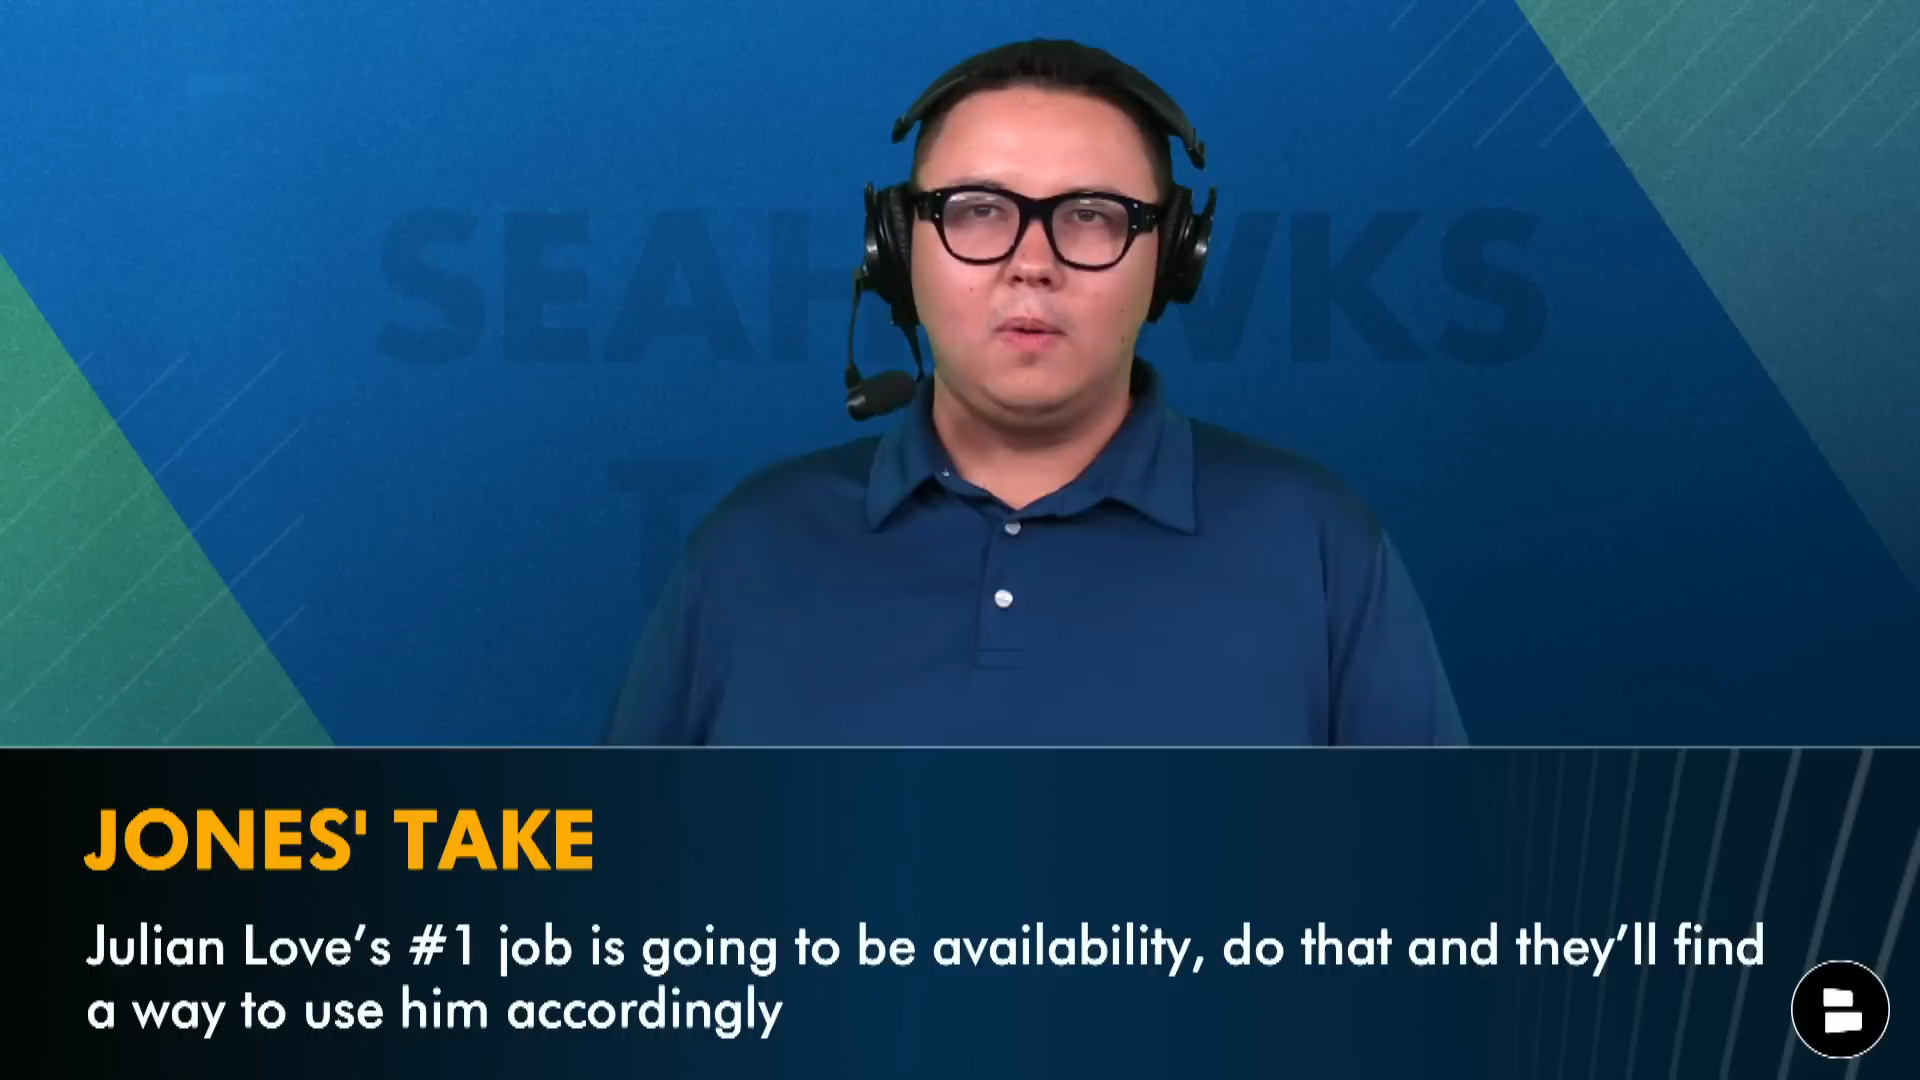 SEAHAWKS
T
JONES' TAKE
Julian Love’s #1 job is going to be availability, do that and they’ll find
a way to use him accordingly